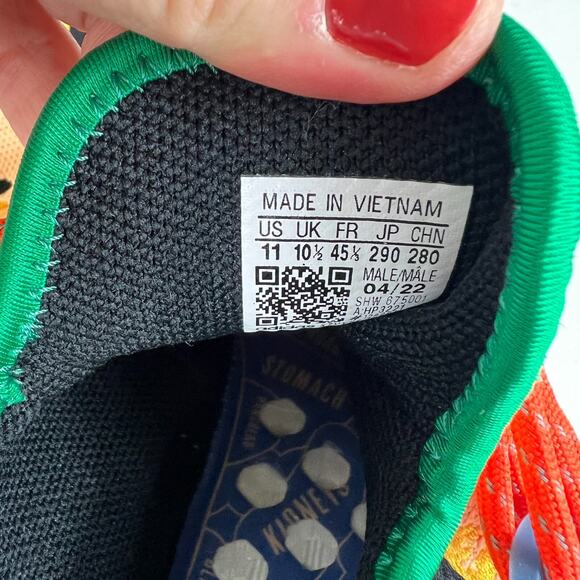 MADE IN VIETNAM
US UK FR JP CHN
11 10½ 45⅓ 290 280
MALE/MÂLE
04/22
SHW 675001
STOMACH
KIDNEYS